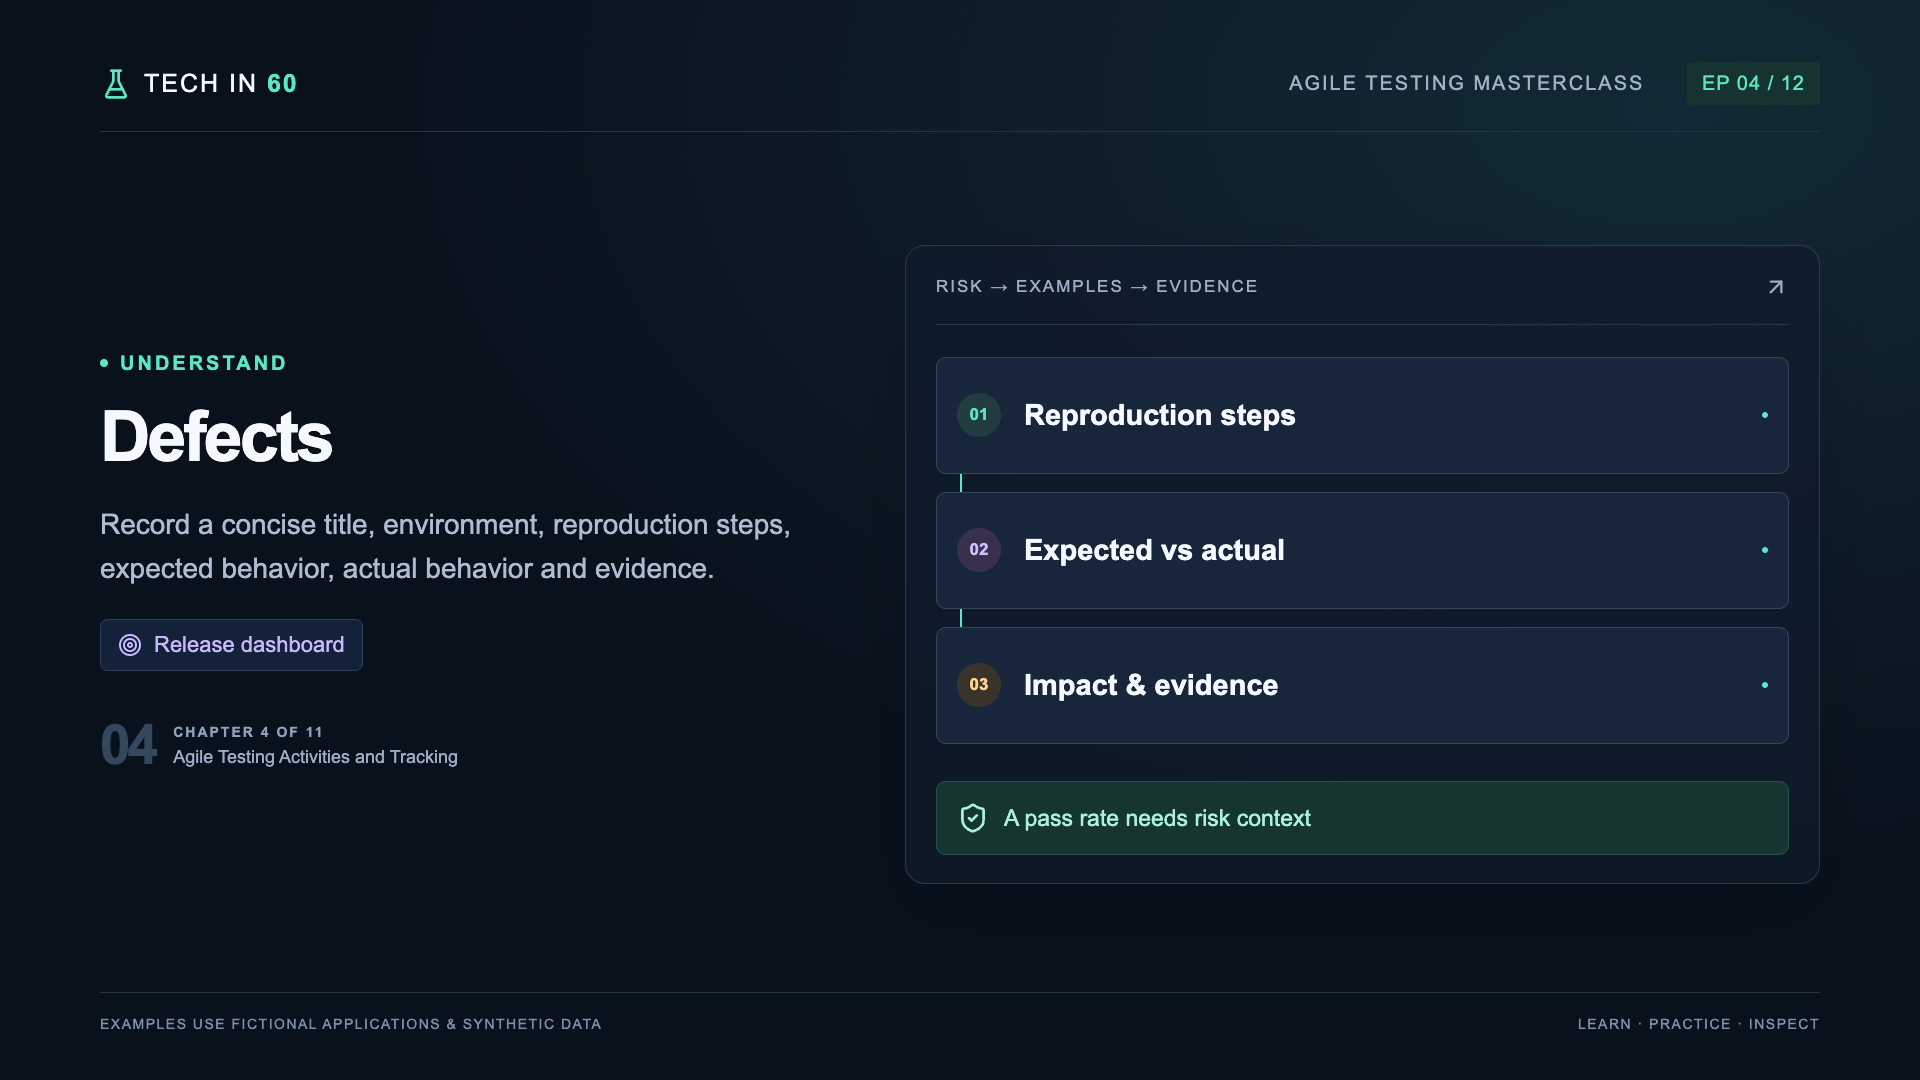 TECH IN 60
AGILE TESTING MASTERCLASS
EP 04 / 12
UNDERSTAND
Defects
Record a concise title, environment, reproduction steps,
expected behavior, actual behavior and evidence.
Release dashboard
04
CHAPTER 4 OF 11
Agile Testing Activities and Tracking
RISK → EXAMPLES → EVIDENCE
01
Reproduction steps
02
Expected vs actual
03
Impact & evidence
A pass rate needs risk context
EXAMPLES USE FICTIONAL APPLICATIONS & SYNTHETIC DATA
LEARN · PRACTICE · INSPECT